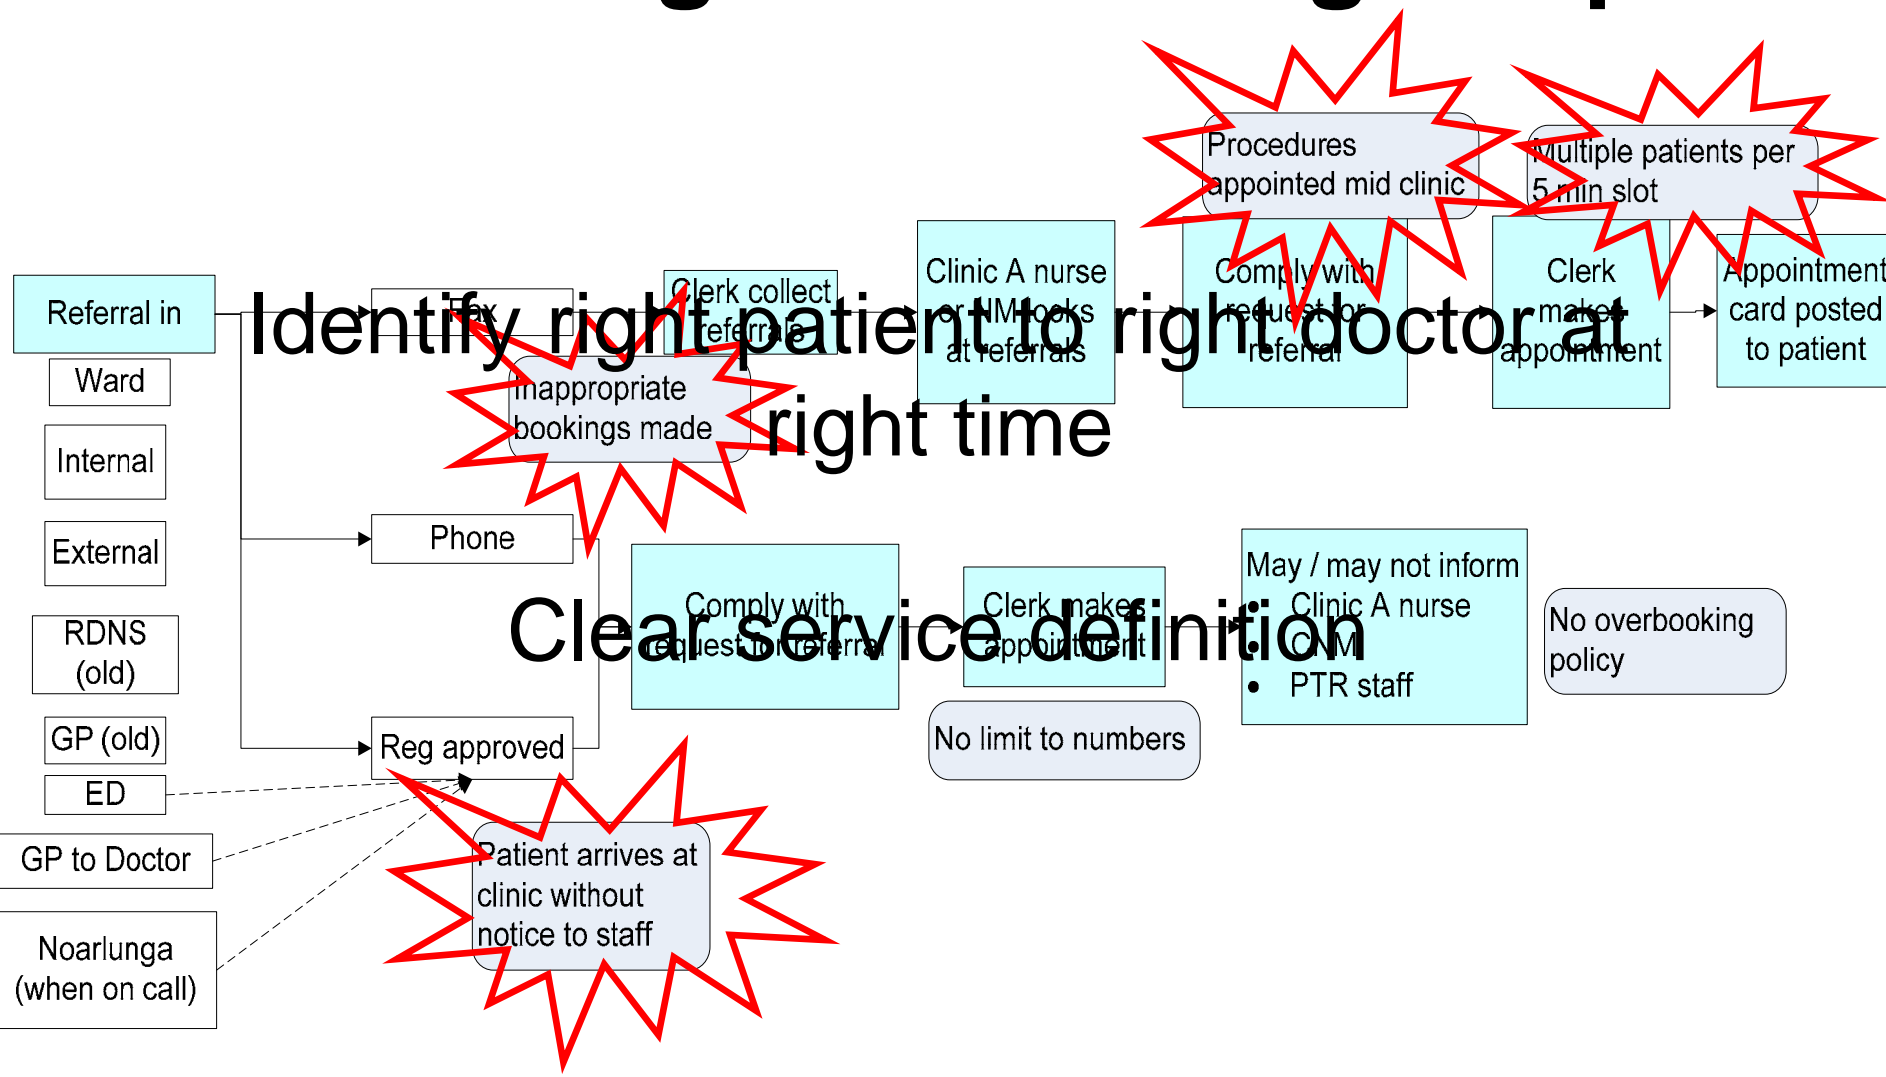 Procedures
appointed mid clinic
Multiple patients per
5 min slot
Referral in
Fax
Clerk collect
referrals
Clinic A nurse
or NM looks
at referrals
Comply with
request for
referral
Clerk
makes
appointment
Appointment
card posted
to patient
Identify right patient to right doctor at
right time
Ward
Internal
External
RDNS
(old)
GP (old)
ED
GP to Doctor
Noarlunga
(when on call)
Inappropriate
bookings made
Phone
Reg approved
Comply with
request for referral
Clerk makes
appointment
May / may not inform
• Clinic A nurse
• CNM
• PTR staff
Clear service definition
No overbooking
policy
No limit to numbers
Patient arrives at
clinic without
notice to staff